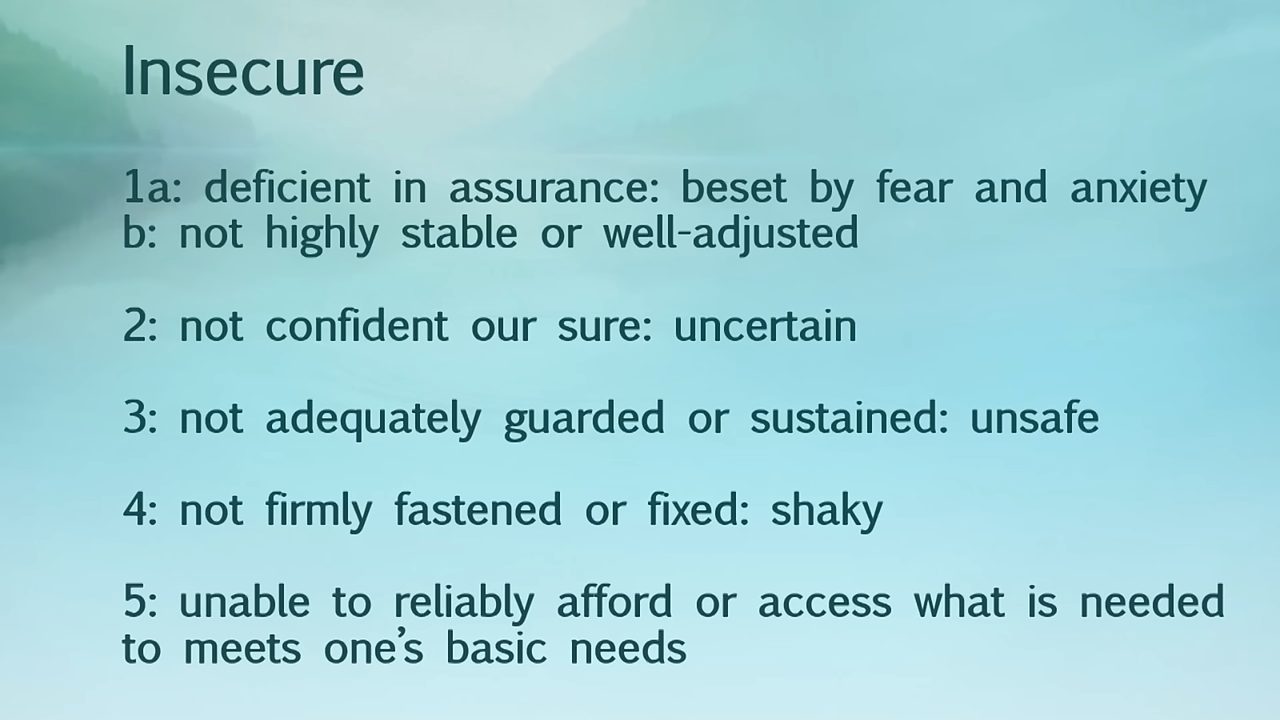 Insecure
1a: deficient in assurance: beset by fear and anxiety
b: not highly stable or well-adjusted
2: not confident our sure: uncertain
3: not adequately guarded or sustained: unsafe
4: not firmly fastened or fixed: shaky
5: unable to reliably afford or access what is needed
to meets one’s basic needs